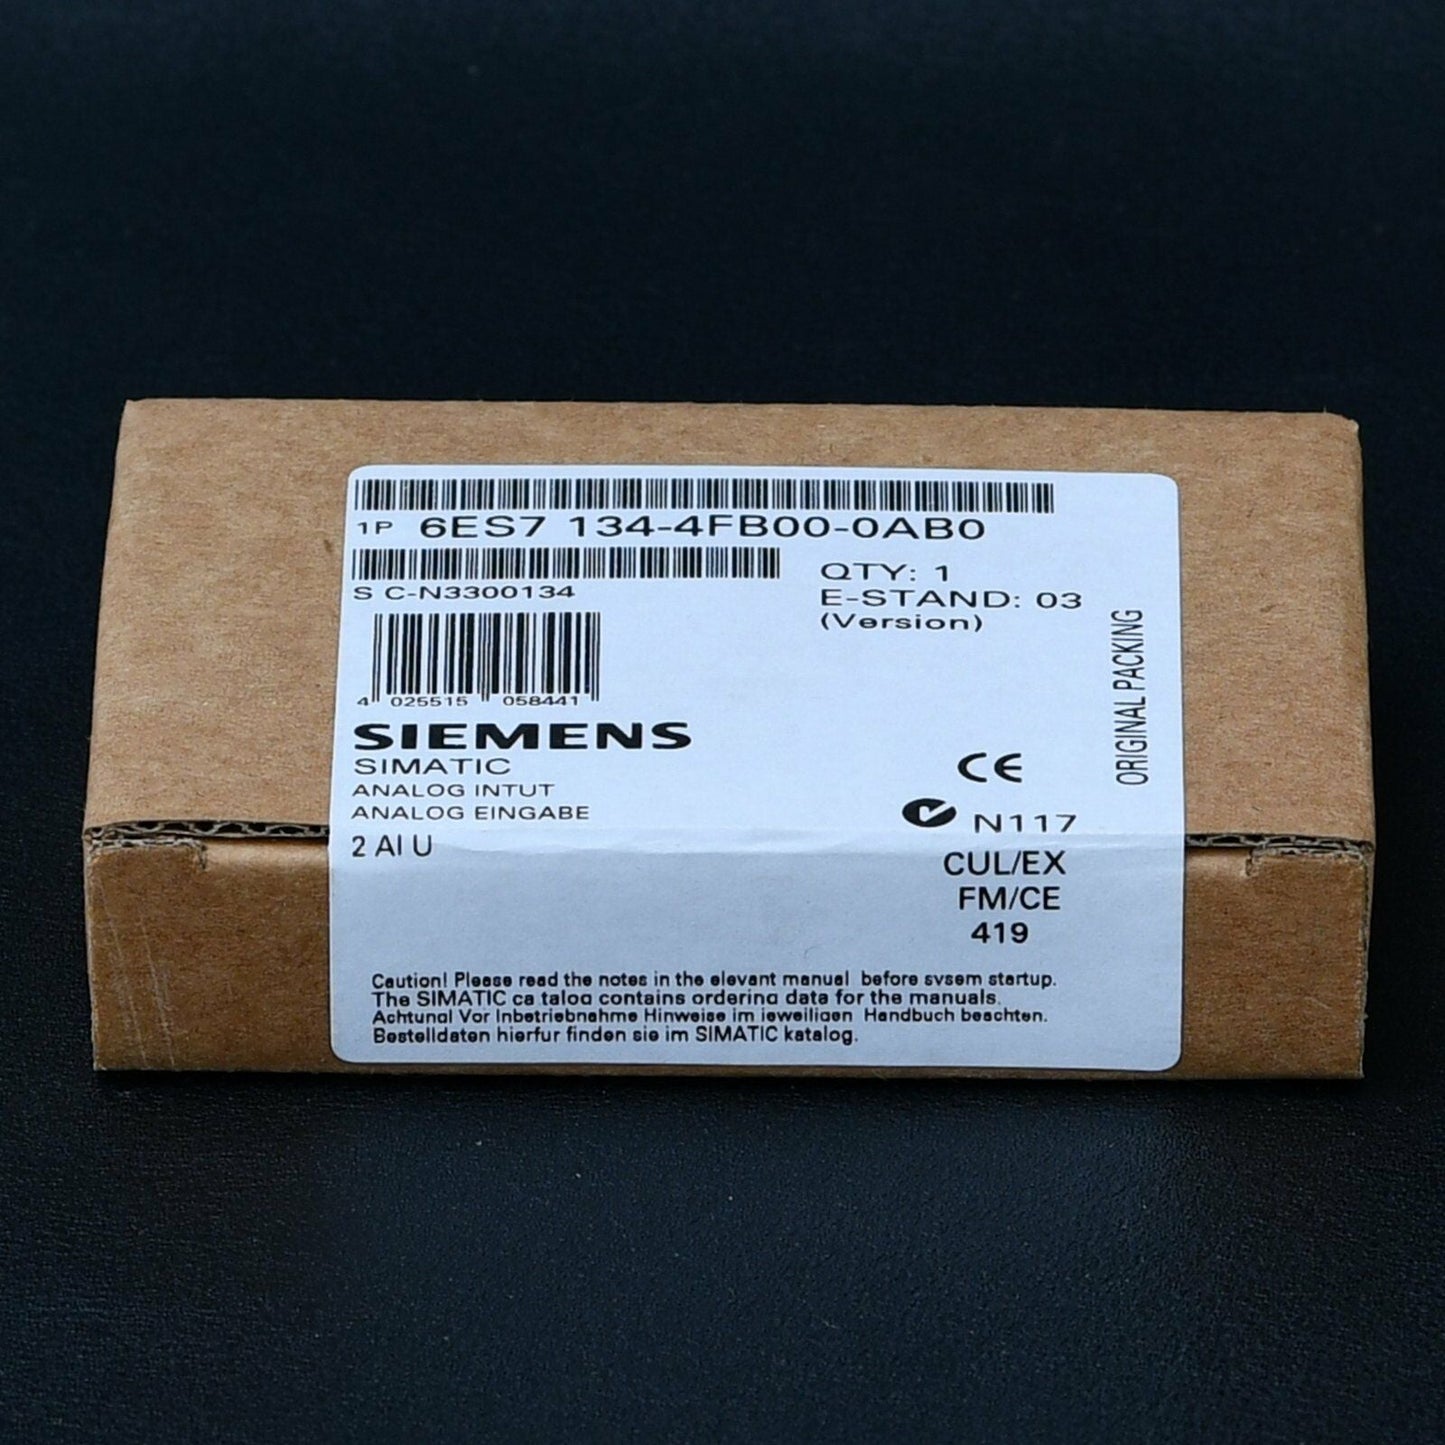 1P 6ES7 134-4FB00-0AB0
S C-N3300134
QTY: 1
E-STAND: 03
(Version)
ORIGINAL PACKING
4 025515 058441
SIEMENS
SIMATIC
ANALOG INTUT
ANALOG EINGABE
2 AI U
CE
N117
CUL/EX
FM/CE
419
Caution! Please read the notes in the elevant manual before svsem startup.
The SIMATIC ca taloa contains orderina data for the manuals.
Achtunal Vor Inbetriebnahme Hinweise im ieweiliaen Handbuch beachten.
Bestelldaten hierfur finden sie im SIMATIC katalog.